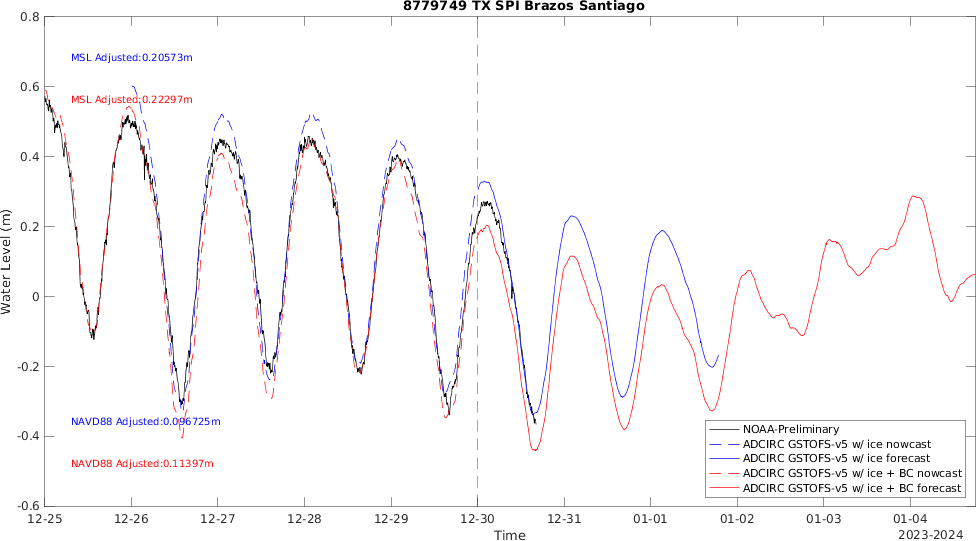 8779749 TX SPI Brazos Santiago
0.8
0.6
0.4
0.2
0
-0.2
-0.4
-0.6
Water Level (m)
MSL Adjusted:0.20573m
MSL Adjusted:0.22297m
NAVD88 Adjusted:0.096725m
NAVD88 Adjusted:0.11397m
NOAA-Preliminary
ADCIRC GSTOFS-v5 w/ ice nowcast
ADCIRC GSTOFS-v5 w/ ice forecast
ADCIRC GSTOFS-v5 w/ ice + BC nowcast
ADCIRC GSTOFS-v5 w/ ice + BC forecast
12-25 12-26 12-27 12-28 12-29 12-30 12-31 01-01 01-02 01-03 01-04
Time
2023-2024